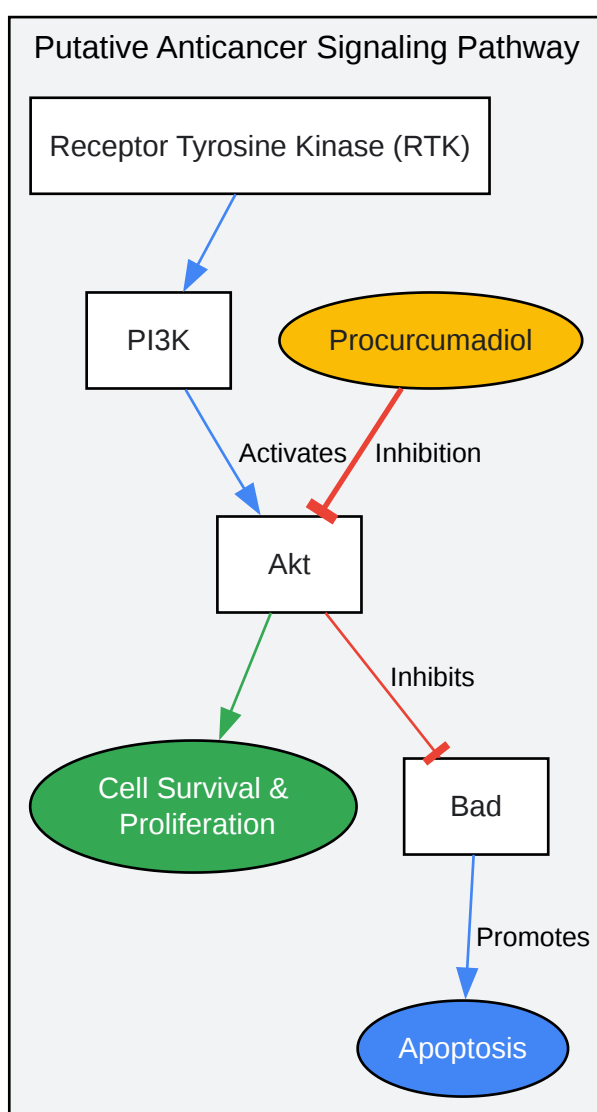 Putative Anticancer Signaling Pathway
Receptor Tyrosine Kinase (RTK)
PI3K
Procurcumadiol
Activates
Inhibition
Akt
Inhibits
Cell Survival &
Proliferation
Bad
Promotes
Apoptosis